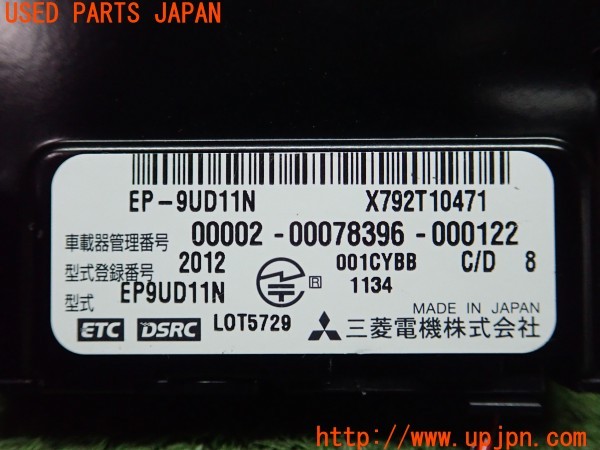 USED PARTS JAPAN
EP-9UD11N X792T10471
車載器管理番号 00002-00078396-000122
型式登録番号 2012 001CYBB C/D 8
型式 EP9UD11N R 1134
MADE IN JAPAN
ETC DSRC LOT5729 三菱電機株式会社
http://www.upjpn.com